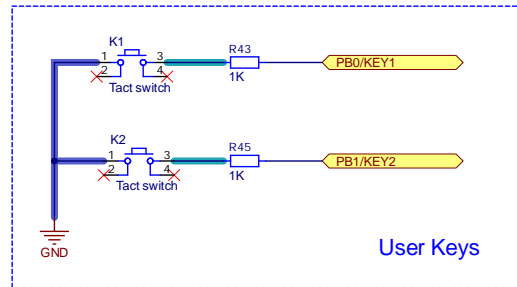 K1
1
3
2
4
Tact switch
R43
1K
PB0/KEY1
K2
1
3
2
4
Tact switch
R45
1K
PB1/KEY2
GND
User Keys